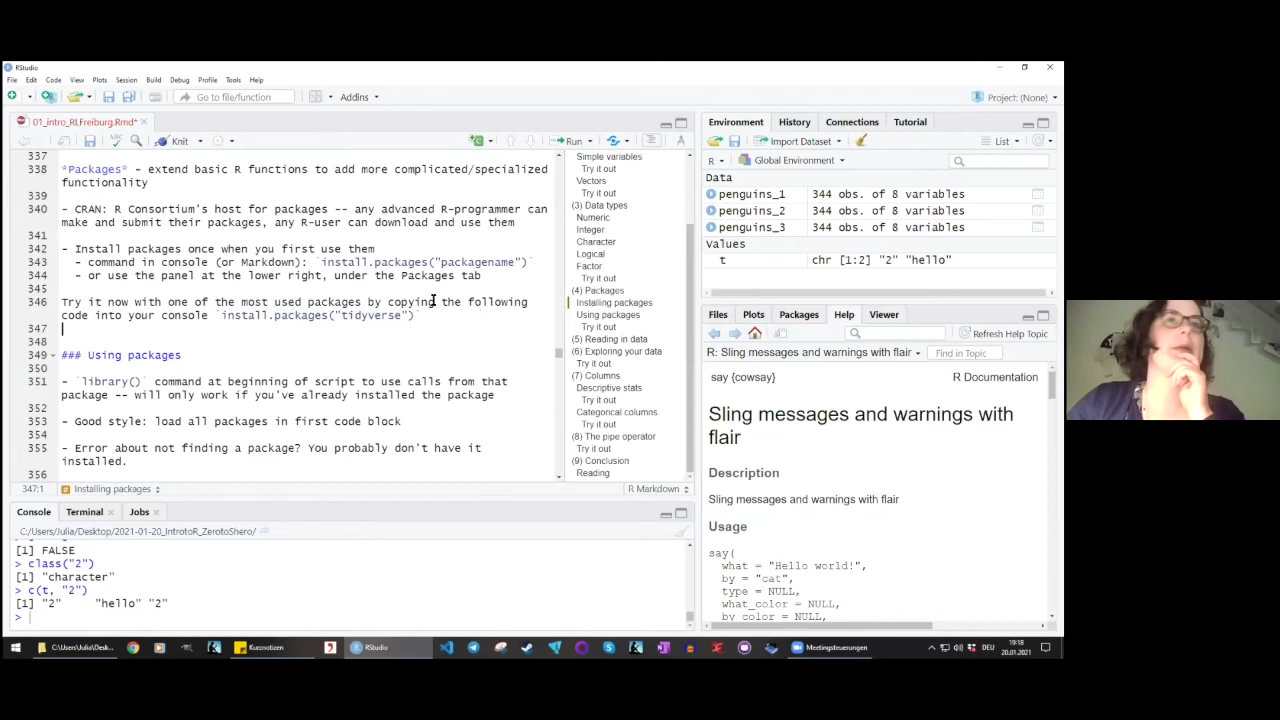 RStudio
File Edit Code View Plots Session Build Debug Profile Tools Help
Go to file/function Addins Project: (None)
01_intro_RLFreiburg.Rmd*
Knit Run
337
338 *Packages* - extend basic R functions to add more complicated/specialized
functionality
339
340 - CRAN: R Consortium's host for packages -- any advanced R-programmer can
make and submit their packages, any R-user can download and use them
341
342 - Install packages once when you first use them
343 - command in console (or Markdown): `install.packages("packagename")`
344 - or use the panel at the lower right, under the Packages tab
345
346 Try it now with one of the most used packages by copying the following
code into your console `install.packages("tidyverse")`
347
348
349 ### Using packages
350
351 - `library()` command at beginning of script to use calls from that
package -- will only work if you've already installed the package
352
353 - Good style: load all packages in first code block
354
355 - Error about not finding a package? You probably don't have it
installed.
356
347:1 Installing packages R Markdown
Simple variables
Try it out
Vectors
Try it out
(3) Data types
Numeric
Integer
Character
Logical
Factor
Try it out
(4) Packages
Installing packages
Using packages
Try it out
(5) Reading in data
(6) Exploring your data
Try it out
(7) Columns
Descriptive stats
Try it out
Categorical columns
Try it out
(8) The pipe operator
Try it out
(9) Conclusion
Reading
Console Terminal Jobs
C:/Users/Julia/Desktop/2021-01-20_IntrotoR_ZerotoShero/
[1] FALSE
> class("2")
[1] "character"
> c(t, "2")
[1] "2" "hello" "2"
>
Environment History Connections Tutorial
Import Dataset List
R Global Environment
Data
penguins_1 344 obs. of 8 variables
penguins_2 344 obs. of 8 variables
penguins_3 344 obs. of 8 variables
Values
t chr [1:2] "2" "hello"
Files Plots Packages Help Viewer
Refresh Help Topic
R: Sling messages and warnings with flair Find in Topic
say {cowsay} R Documentation
Sling messages and warnings with
flair
Description
Sling messages and warnings with flair
Usage
say(
what = "Hello world!",
by = "cat",
type = NULL,
what_color = NULL,
by_color = NULL,
C:\Users\Julia\Desk... Kurznotizen RStudio Meetingsteuerungen DEU 19:18
20.01.2021